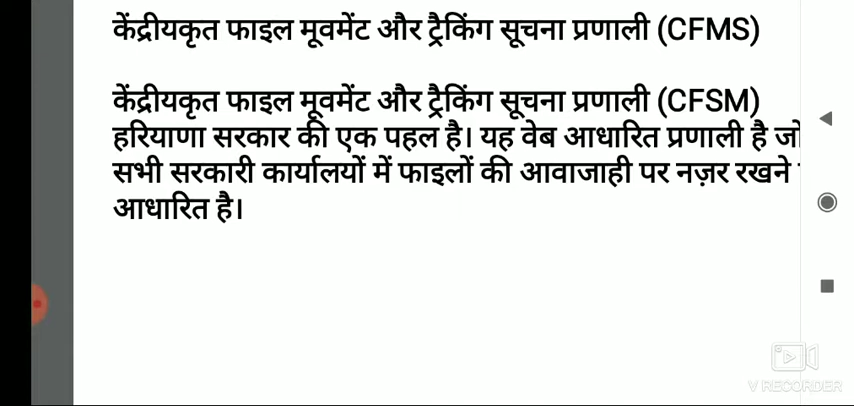 केंद्रीयकृत फाइल मूवमेंट और ट्रैकिंग सूचना प्रणाली (CFMS)
केंद्रीयकृत फाइल मूवमेंट और ट्रैकिंग सूचना प्रणाली (CFSM)
हरियाणा सरकार की एक पहल है। यह वेब आधारित प्रणाली है जो
सभी सरकारी कार्यालयों में फाइलों की आवाजाही पर नज़र रखने
आधारित है।
V RECORDER